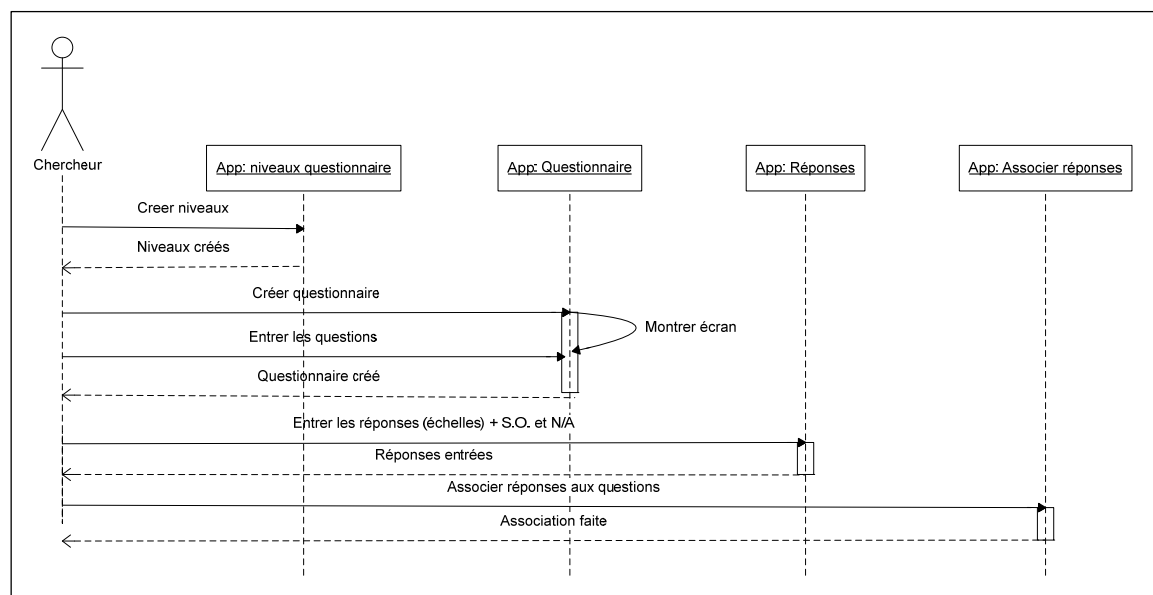 Chercheur
App: niveaux questionnaire
App: Questionnaire
App: Réponses
App: Associer réponses
Creer niveaux
Niveaux créés
Créer questionnaire
Montrer écran
Entrer les questions
Questionnaire créé
Entrer les réponses (échelles) + S.O. et N/A
Réponses entrées
Associer réponses aux questions
Association faite